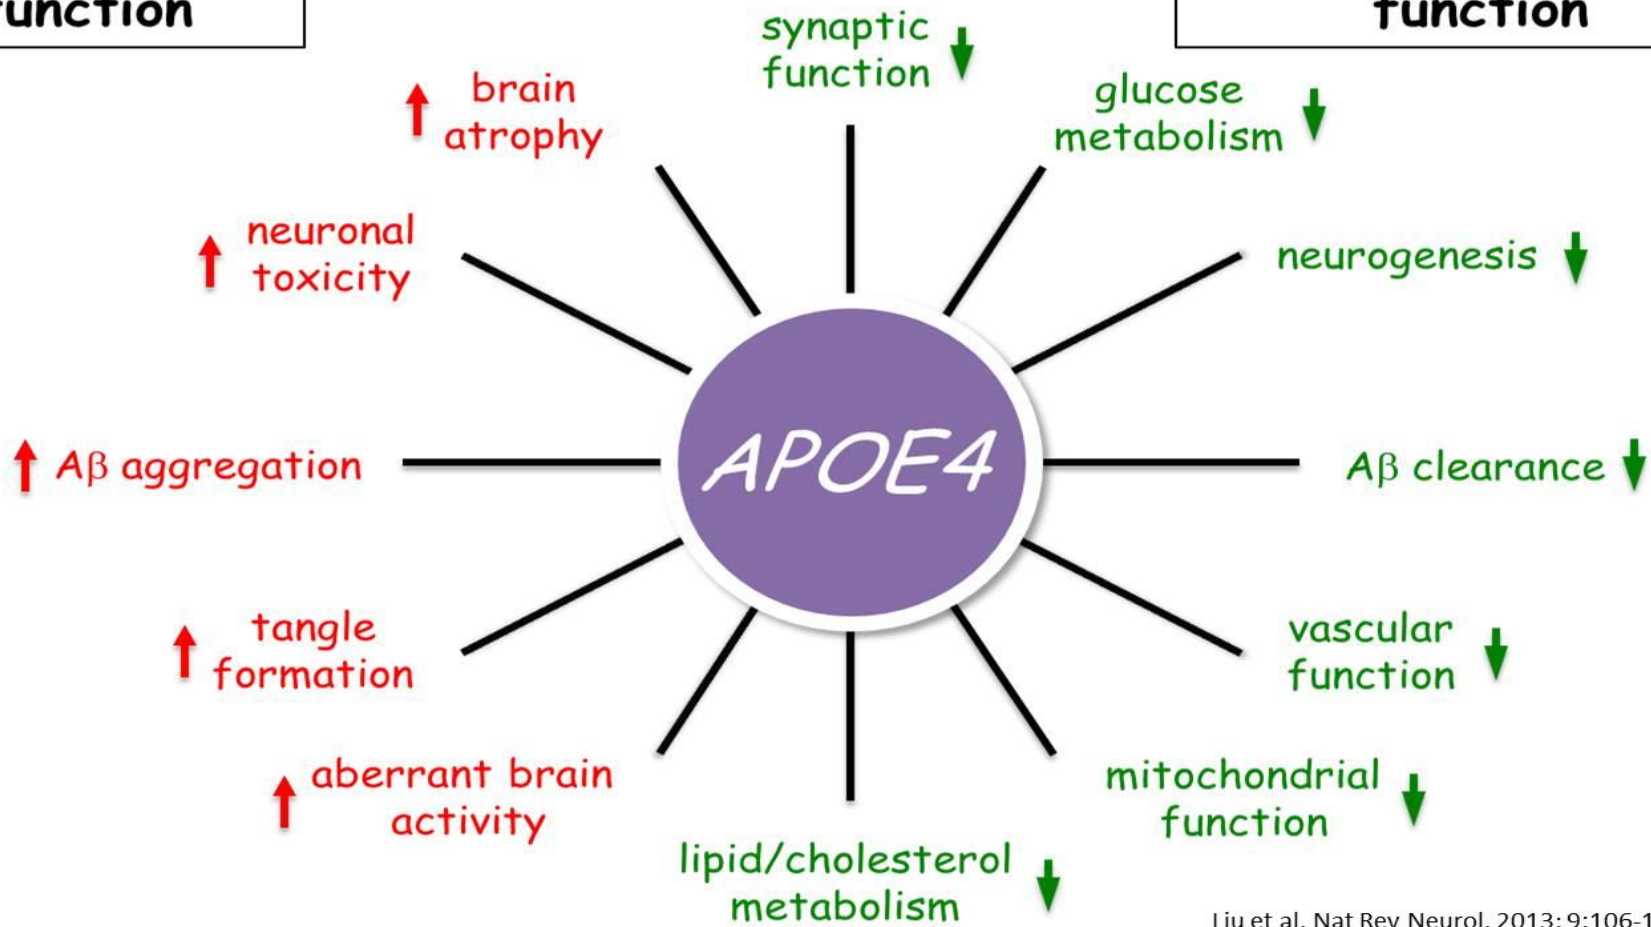 function
function
synaptic
function
brain
atrophy
glucose
metabolism
neuronal
toxicity
neurogenesis
Aβ aggregation
APOE4
Aβ clearance
tangle
formation
vascular
function
aberrant brain
activity
mitochondrial
function
lipid/cholesterol
metabolism
Liu et al. Nat Rev Neurol. 2013; 9:106-1